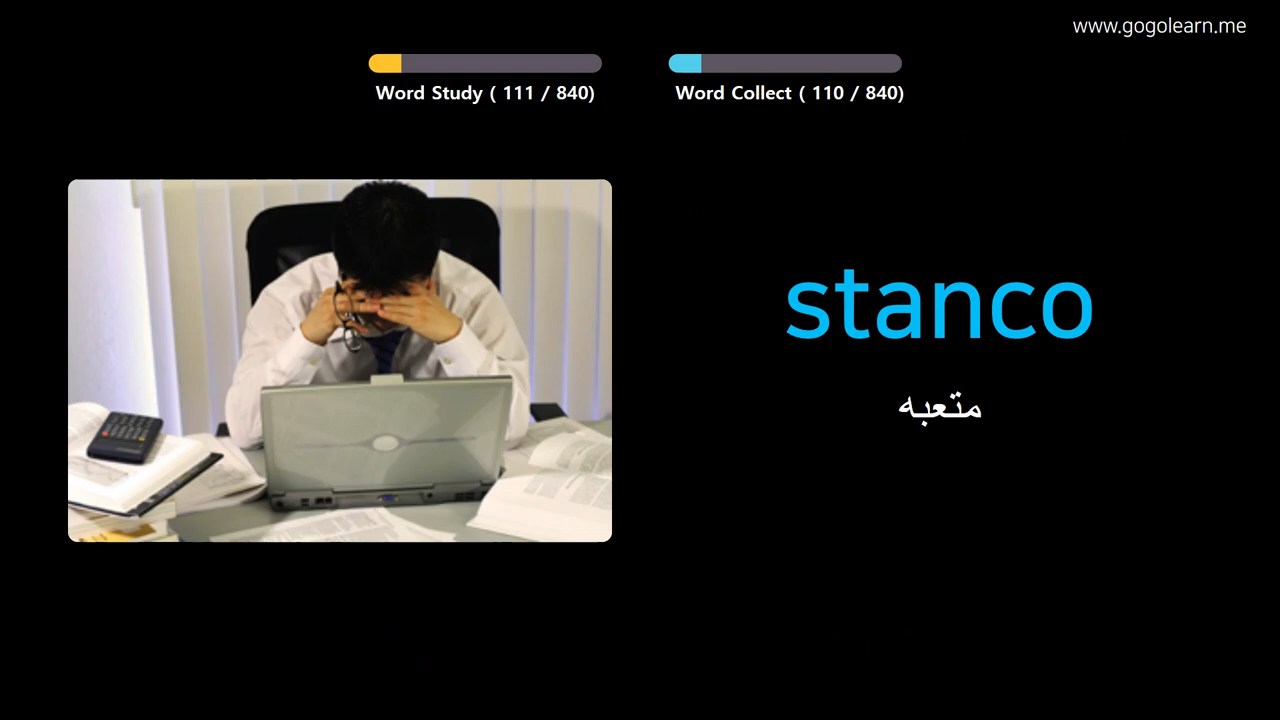 www.gogolearn.me
Word Study ( 111 / 840)
Word Collect ( 110 / 840)
stanco
متعبه